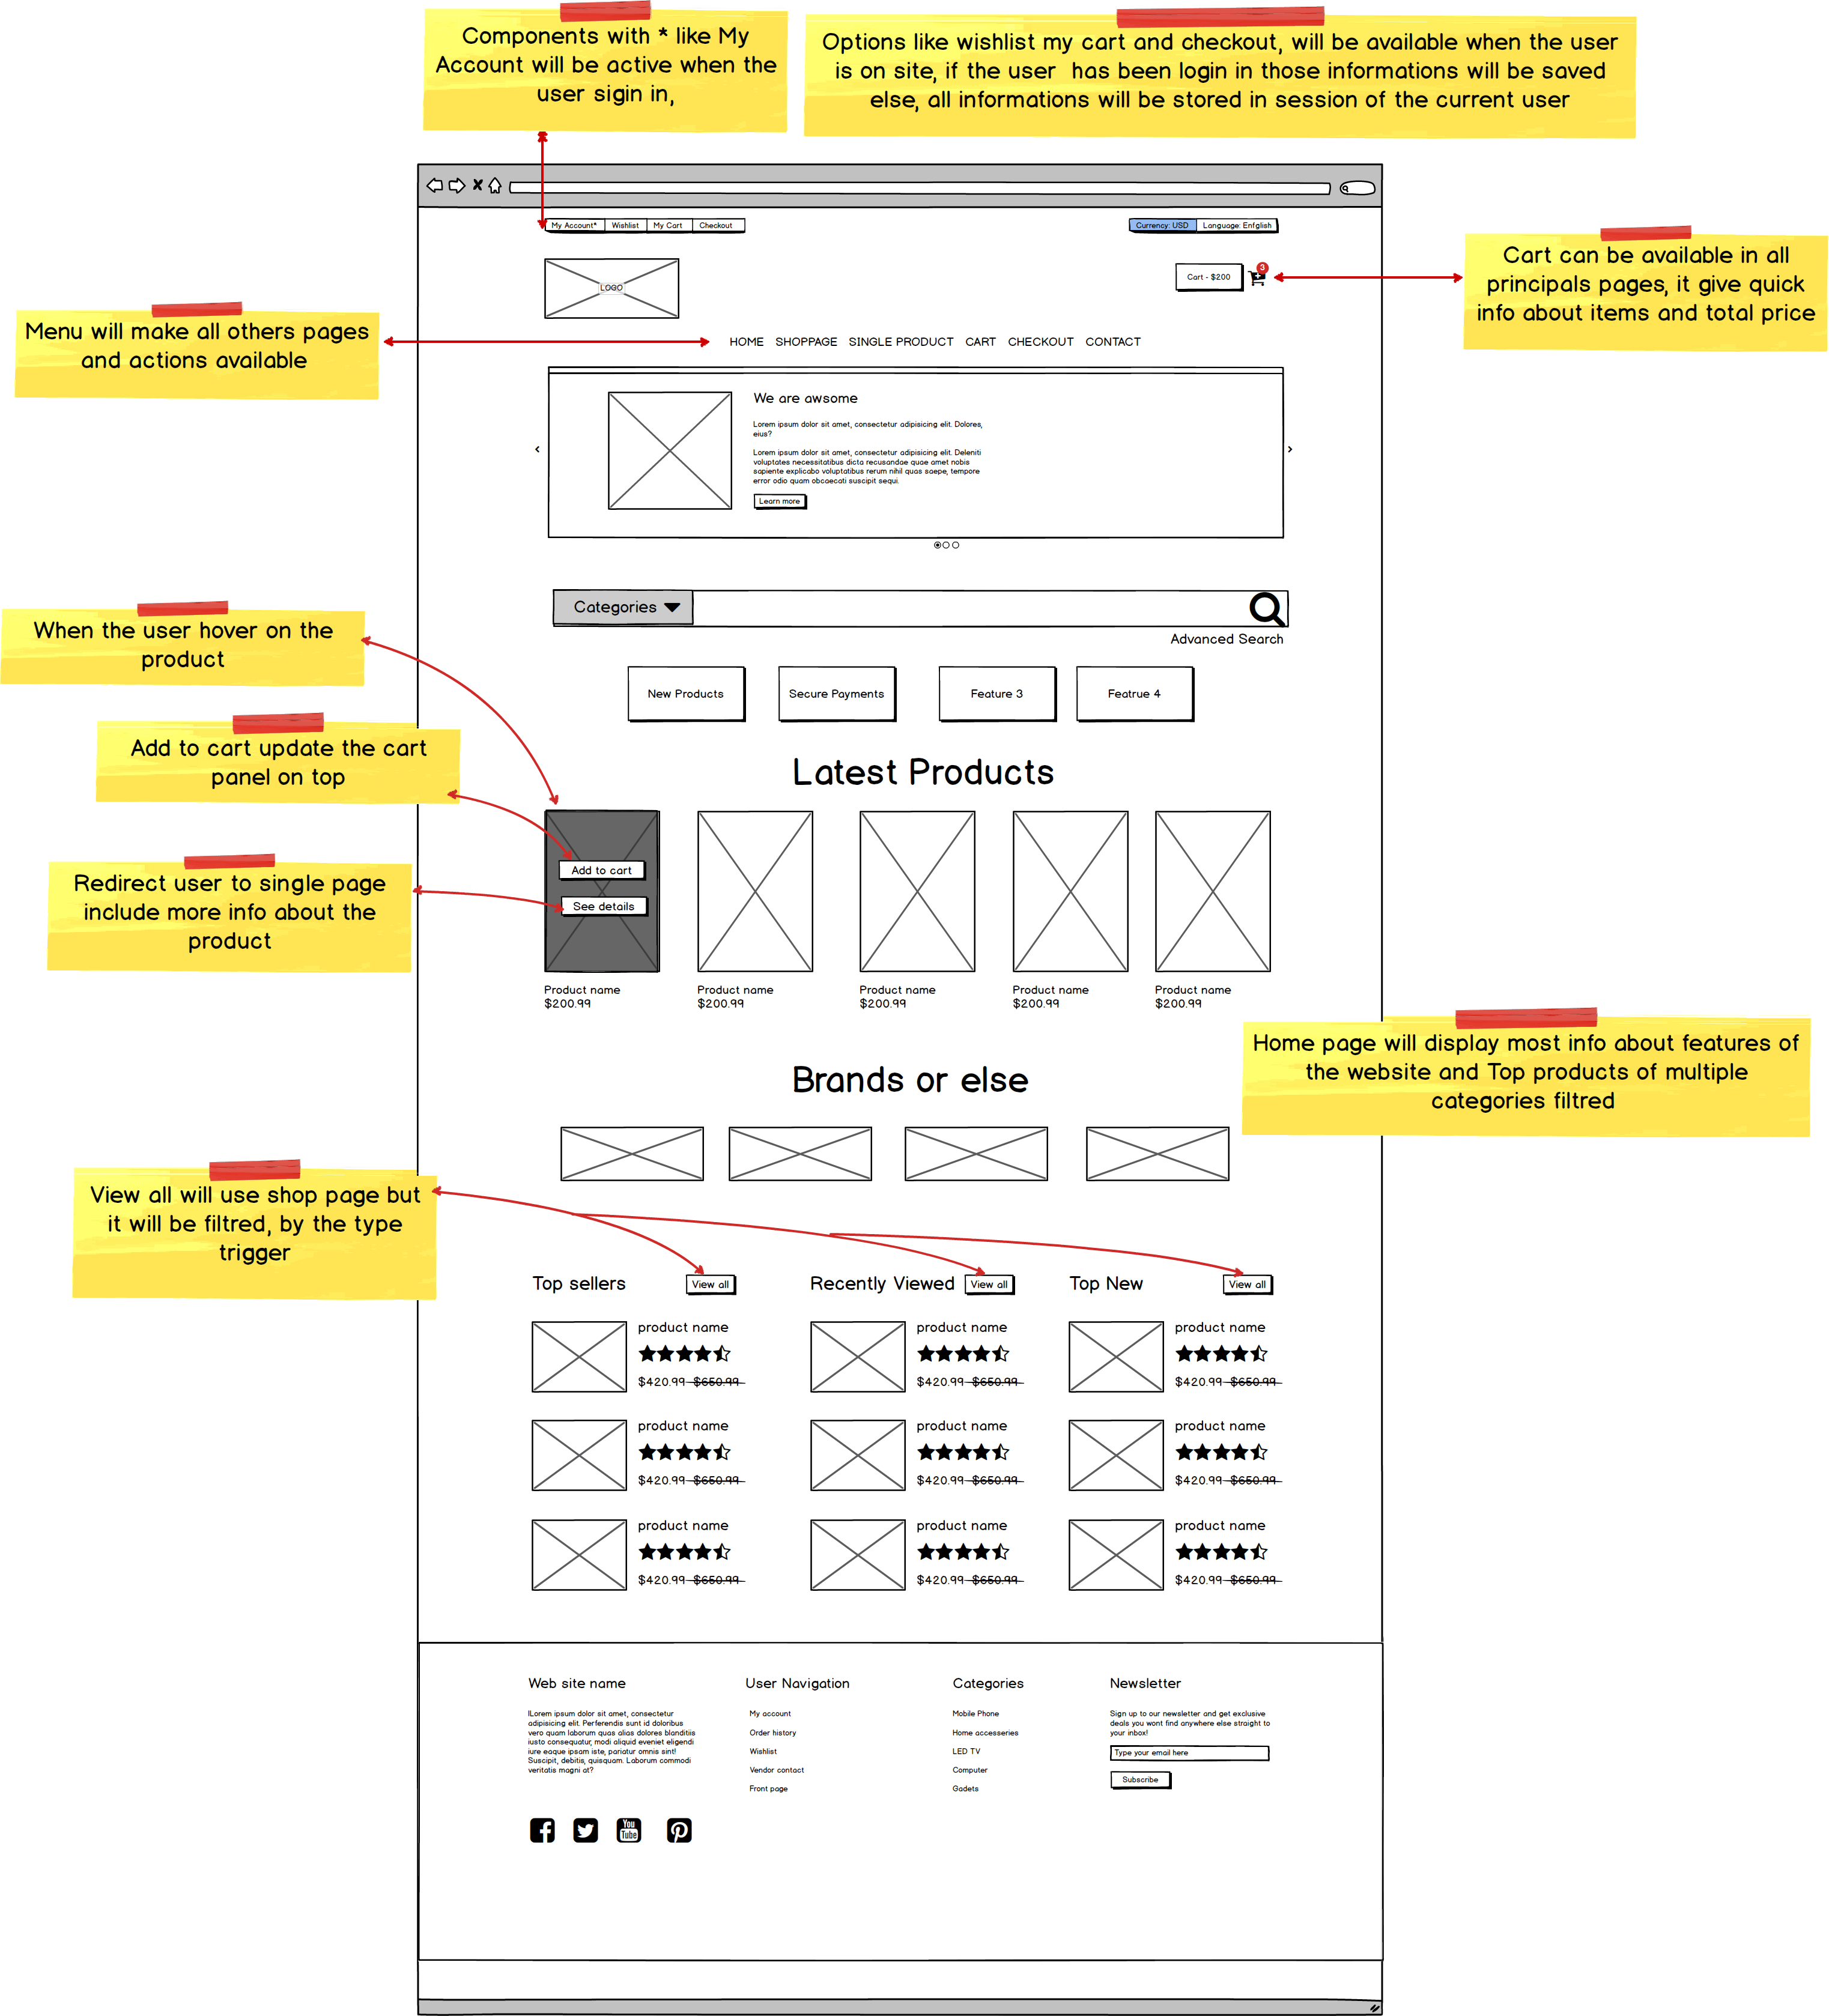 Components with * like My
Account will be active when the
user sigin in,
Options like wishlist my cart and checkout, will be available when the user
is on site, if the user has been login in those informations will be saved
else, all informations will be stored in session of the current user
My Account*
Wishlist
My Cart
Checkout
Currency: USD
Language: Enfglish
LOGO
Cart - $200
3
Cart can be available in all
principals pages, it give quick
info about items and total price
Menu will make all others pages
and actions available
HOME SHOPPAGE SINGLE PRODUCT CART CHECKOUT CONTACT
We are awsome
Lorem ipsum dolor sit amet, consectetur adipisicing elit. Dolores,
eius?
Lorem ipsum dolor sit amet, consectetur adipisicing elit. Deleniti
voluptates necessitatibus dicta recusandae quae amet nobis
sapiente explicabo voluptatibus rerum nihil quas saepe, tempore
error odio quam obcaecati suscipit sequi.
Learn more
Categories
Advanced Search
When the user hover on the
product
New Products
Secure Payments
Feature 3
Featrue 4
Add to cart update the cart
panel on top
Latest Products
Add to cart
See details
Redirect user to single page
include more info about the
product
Product name
$200.99
Product name
$200.99
Product name
$200.99
Product name
$200.99
Product name
$200.99
Home page will display most info about features of
the website and Top products of multiple
categories filtred
Brands or else
View all will use shop page but
it will be filtred, by the type
trigger
Top sellers
View all
product name
$420.99 $650.99
product name
$420.99 $650.99
product name
$420.99 $650.99
Recently Viewed
View all
product name
$420.99 $650.99
product name
$420.99 $650.99
product name
$420.99 $650.99
Top New
View all
product name
$420.99 $650.99
product name
$420.99 $650.99
product name
$420.99 $650.99
Web site name
lLorem ipsum dolor sit amet, consectetur
adipisicing elit. Perferendis sunt id doloribus
vero quam laborum quas alias dolores blanditiis
iusto consequatur, modi aliquid eveniet eligendi
iure eaque ipsam iste, pariatur omnis sint!
Suscipit, debitis, quisquam. Laborum commodi
veritatis magni at?
User Navigation
My account
Order history
Wishlist
Vendor contact
Front page
Categories
Mobile Phone
Home accesseries
LED TV
Computer
Gadets
Newsletter
Sign up to our newsletter and get exclusive
deals you wont find anywhere else straight to
your inbox!
Type your email here
Subscribe
You
Tube